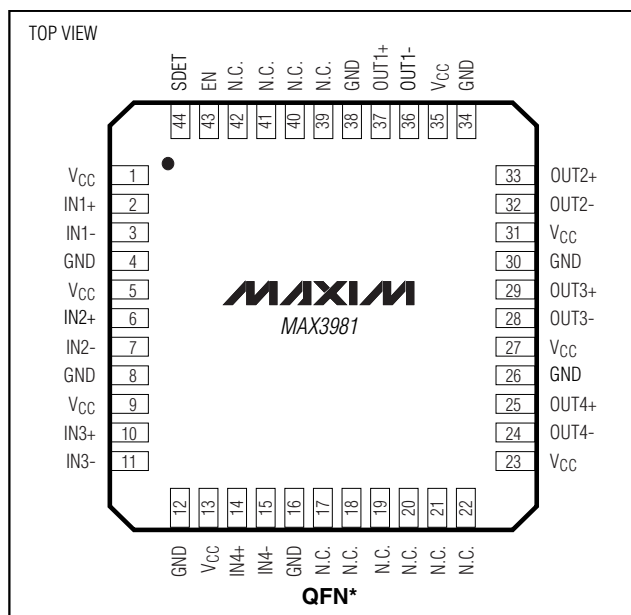 TOP VIEW
SDET EN N.C. N.C. N.C. N.C. GND OUT1+ OUT1- VCC GND
44 43 42 41 40 39 38 37 36 35 34
VCC 1
IN1+ 2
IN1- 3
GND 4
VCC 5
IN2+ 6
IN2- 7
GND 8
VCC 9
IN3+ 10
IN3- 11
MAXIM
MAX3981
33 OUT2+
32 OUT2-
31 VCC
30 GND
29 OUT3+
28 OUT3-
27 VCC
26 GND
25 OUT4+
24 OUT4-
23 VCC
12 13 14 15 16 17 18 19 20 21 22
GND VCC IN4+ IN4- GND N.C. N.C. N.C. N.C. N.C. N.C.
QFN*